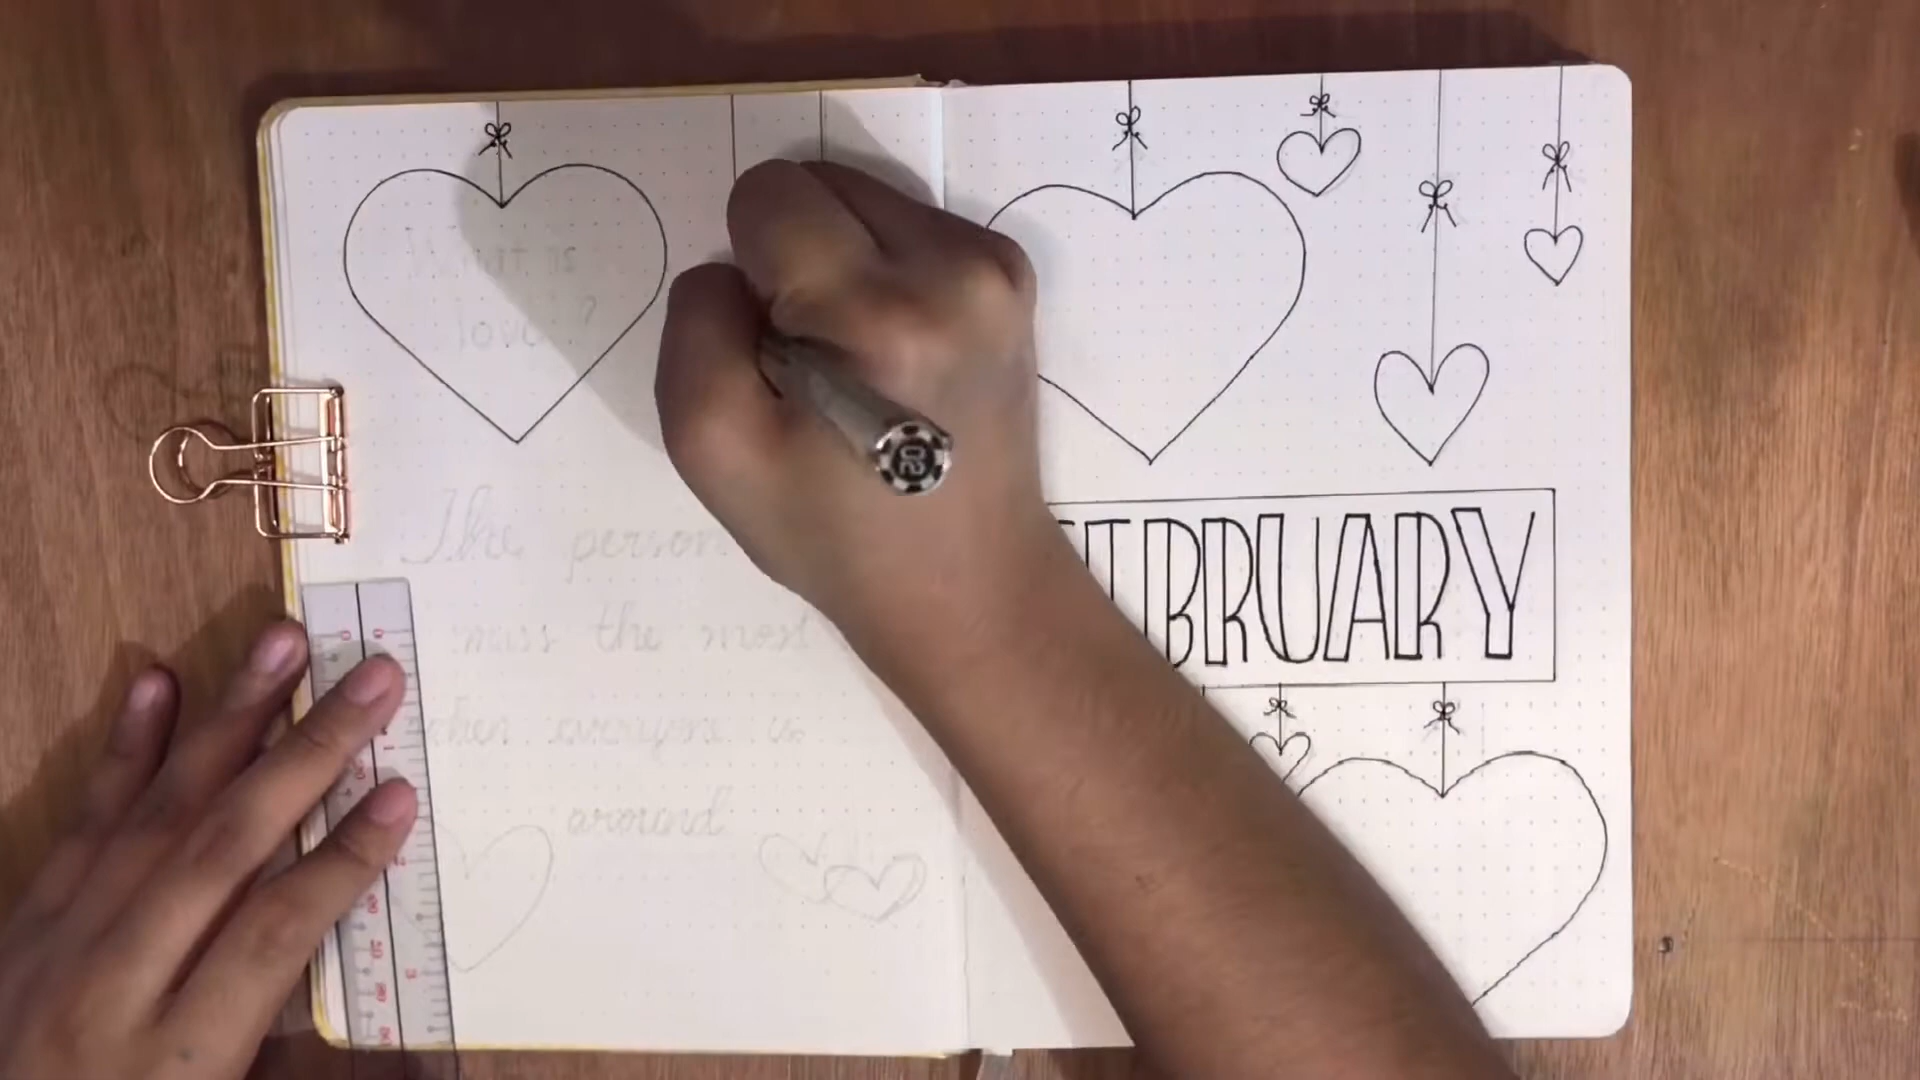 What is
love?
The person
miss the most
when everyone is
around
BRUARY
02